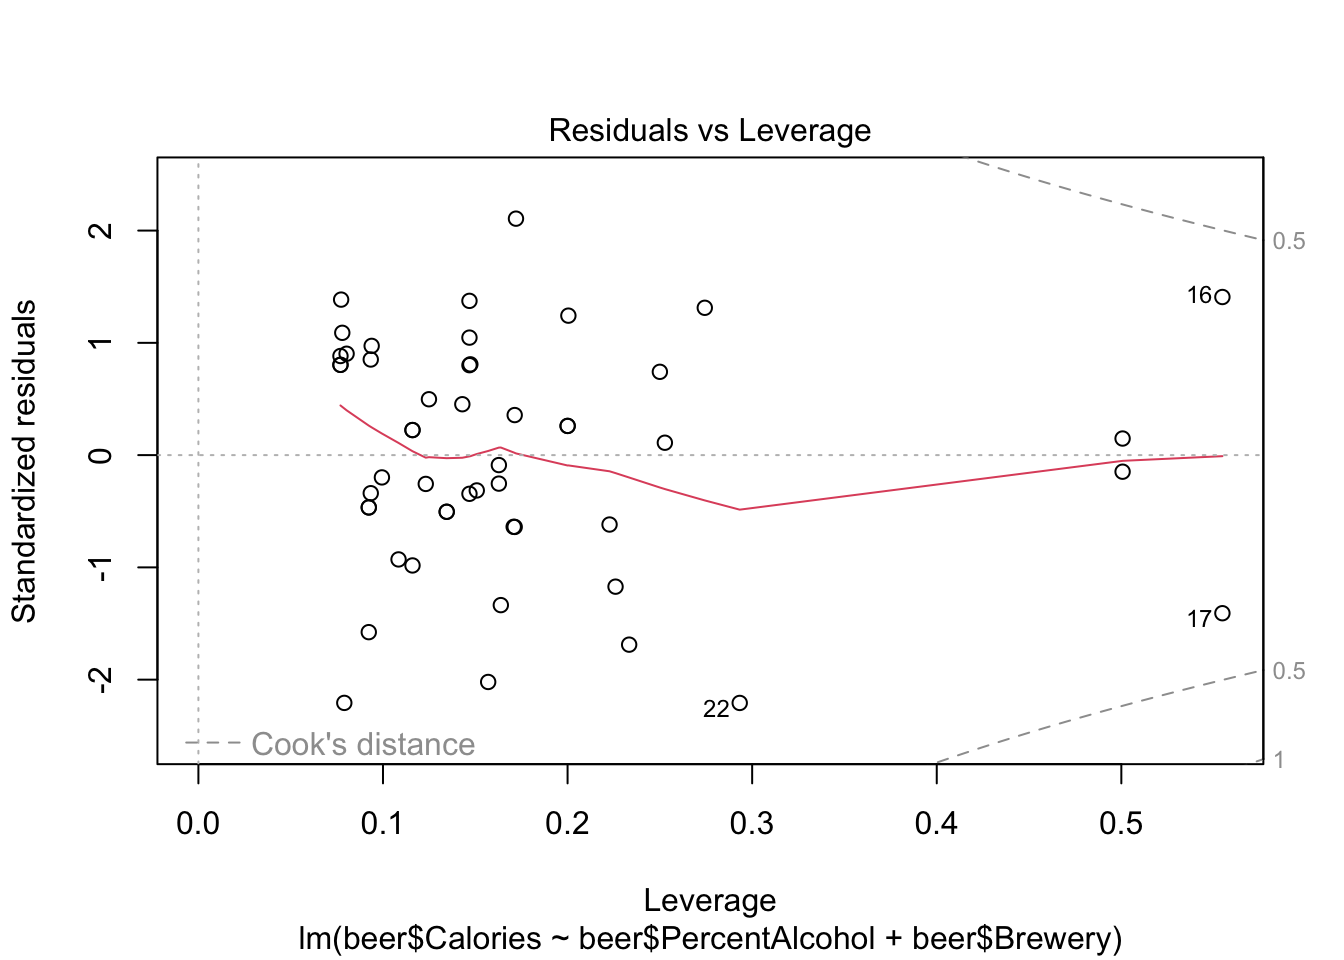 Residuals vs Leverage
Standardized residuals
2
1
0
-1
-2
0.5
16
17
0.5
22
1
Cook's distance
0.0 0.1 0.2 0.3 0.4 0.5
Leverage
lm(beer$Calories ~ beer$PercentAlcohol + beer$Brewery)